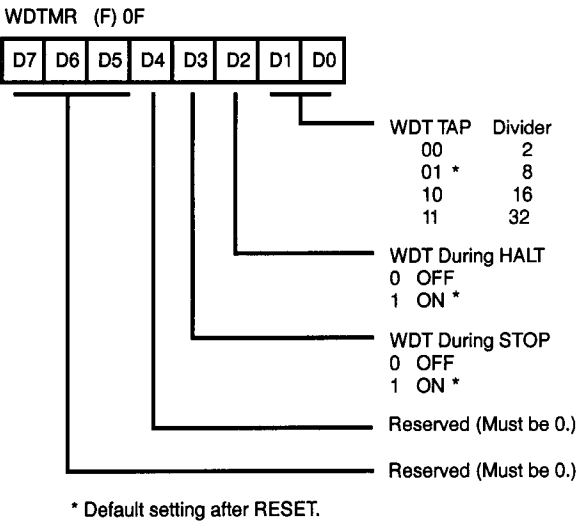 WDTMR (F) 0F
D7 D6 D5 D4 D3 D2 D1 D0
WDT TAP Divider
00 2
01 * 8
10 16
11 32
WDT During HALT
0 OFF
1 ON *
WDT During STOP
0 OFF
1 ON *
Reserved (Must be 0.)
Reserved (Must be 0.)
* Default setting after RESET.